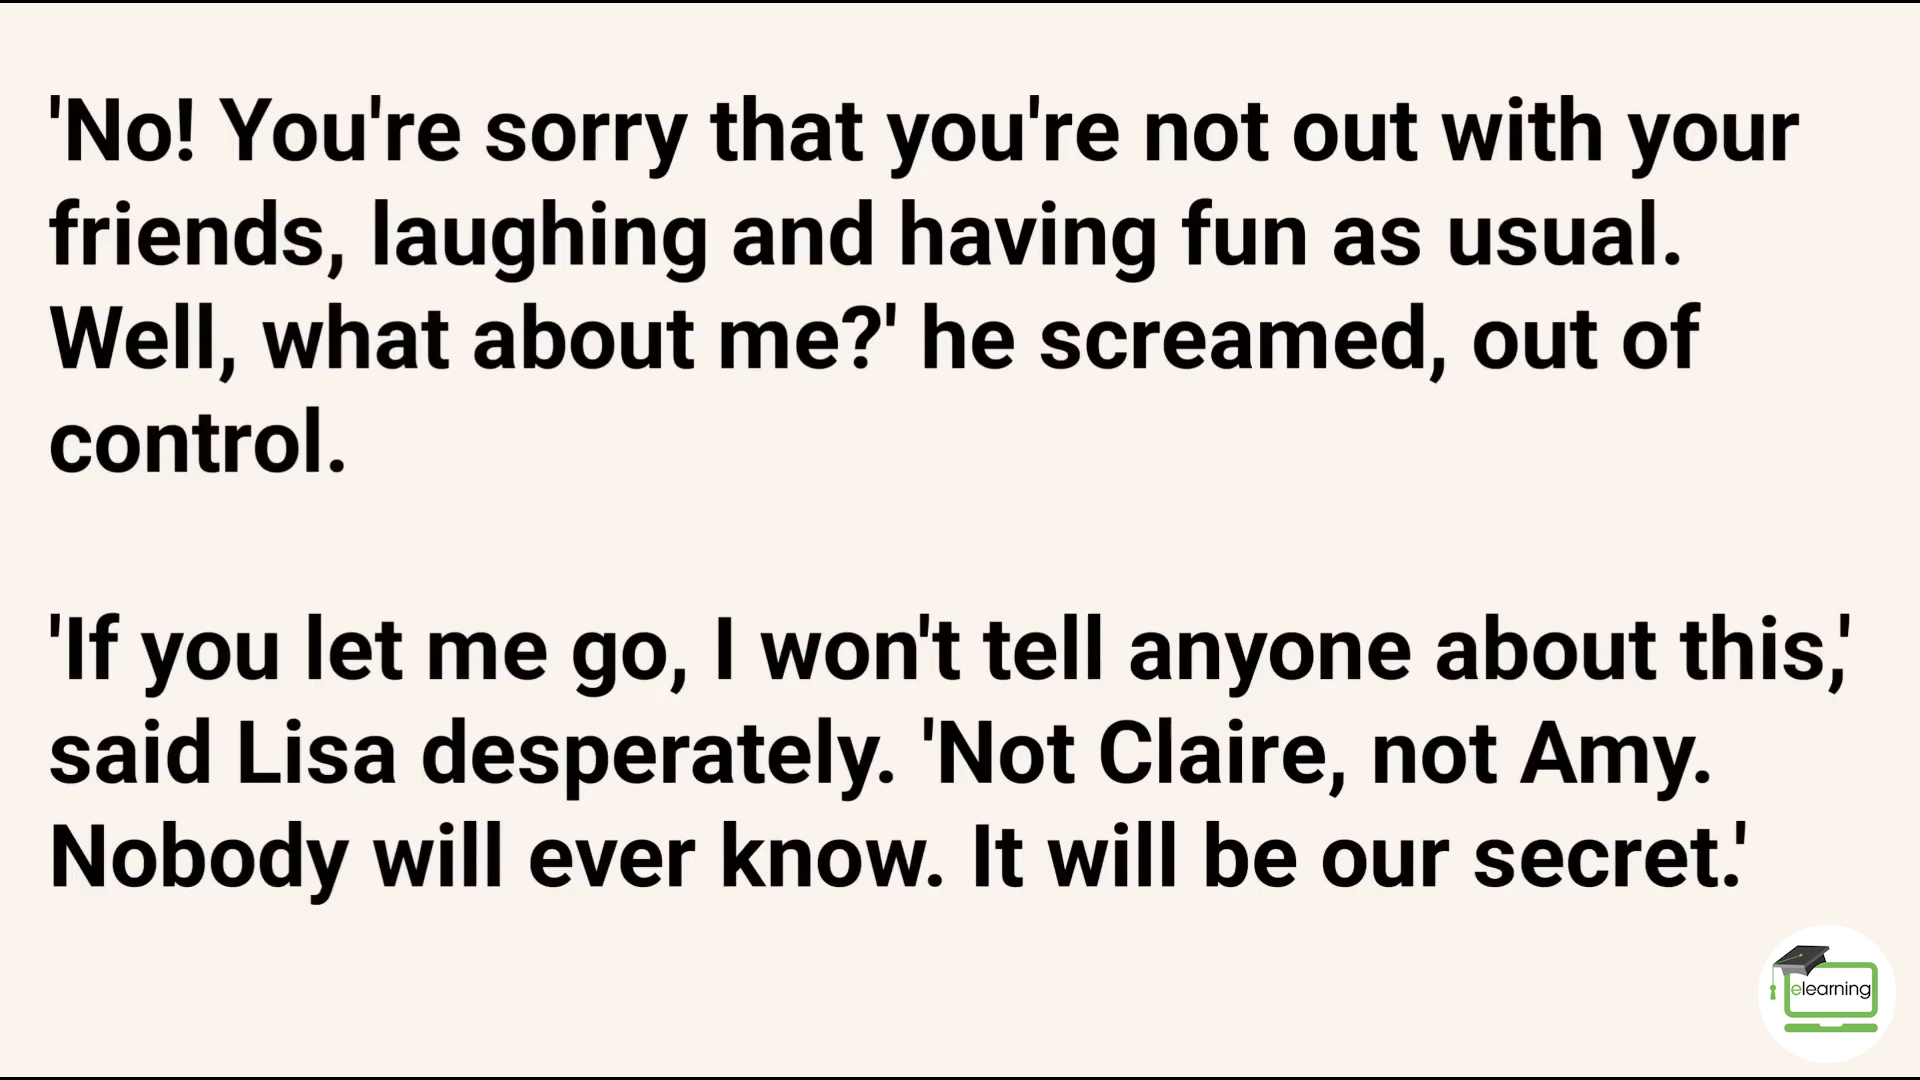 'No! You're sorry that you're not out with your
friends, laughing and having fun as usual.
Well, what about me?' he screamed, out of
control.
'If you let me go, I won't tell anyone about this,'
said Lisa desperately. 'Not Claire, not Amy.
Nobody will ever know. It will be our secret.'
elearning